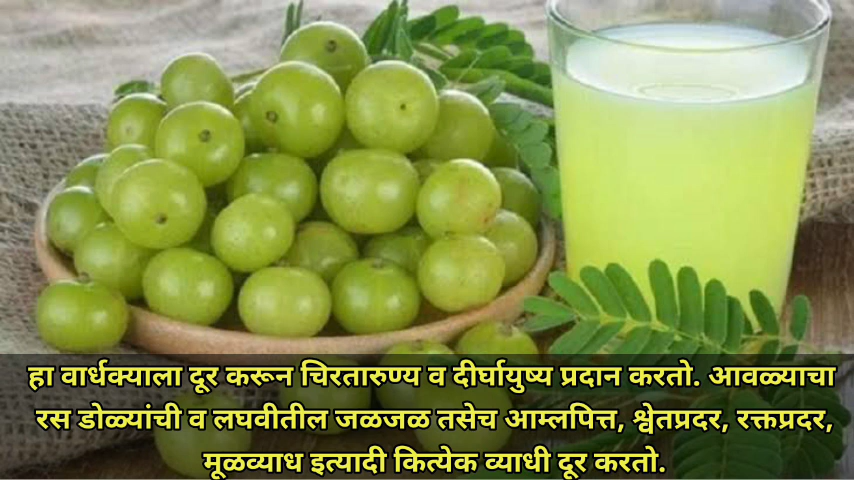 हा वार्धक्याला दूर करून चिरतारुण्य व दीर्घायुष्य प्रदान करतो. आवळ्याचा
रस डोळ्यांची व लघवीतील जळजळ तसेच आम्लपित्त, श्वेतप्रदर, रक्तप्रदर,
मूळव्याध इत्यादी कित्येक व्याधी दूर करतो.